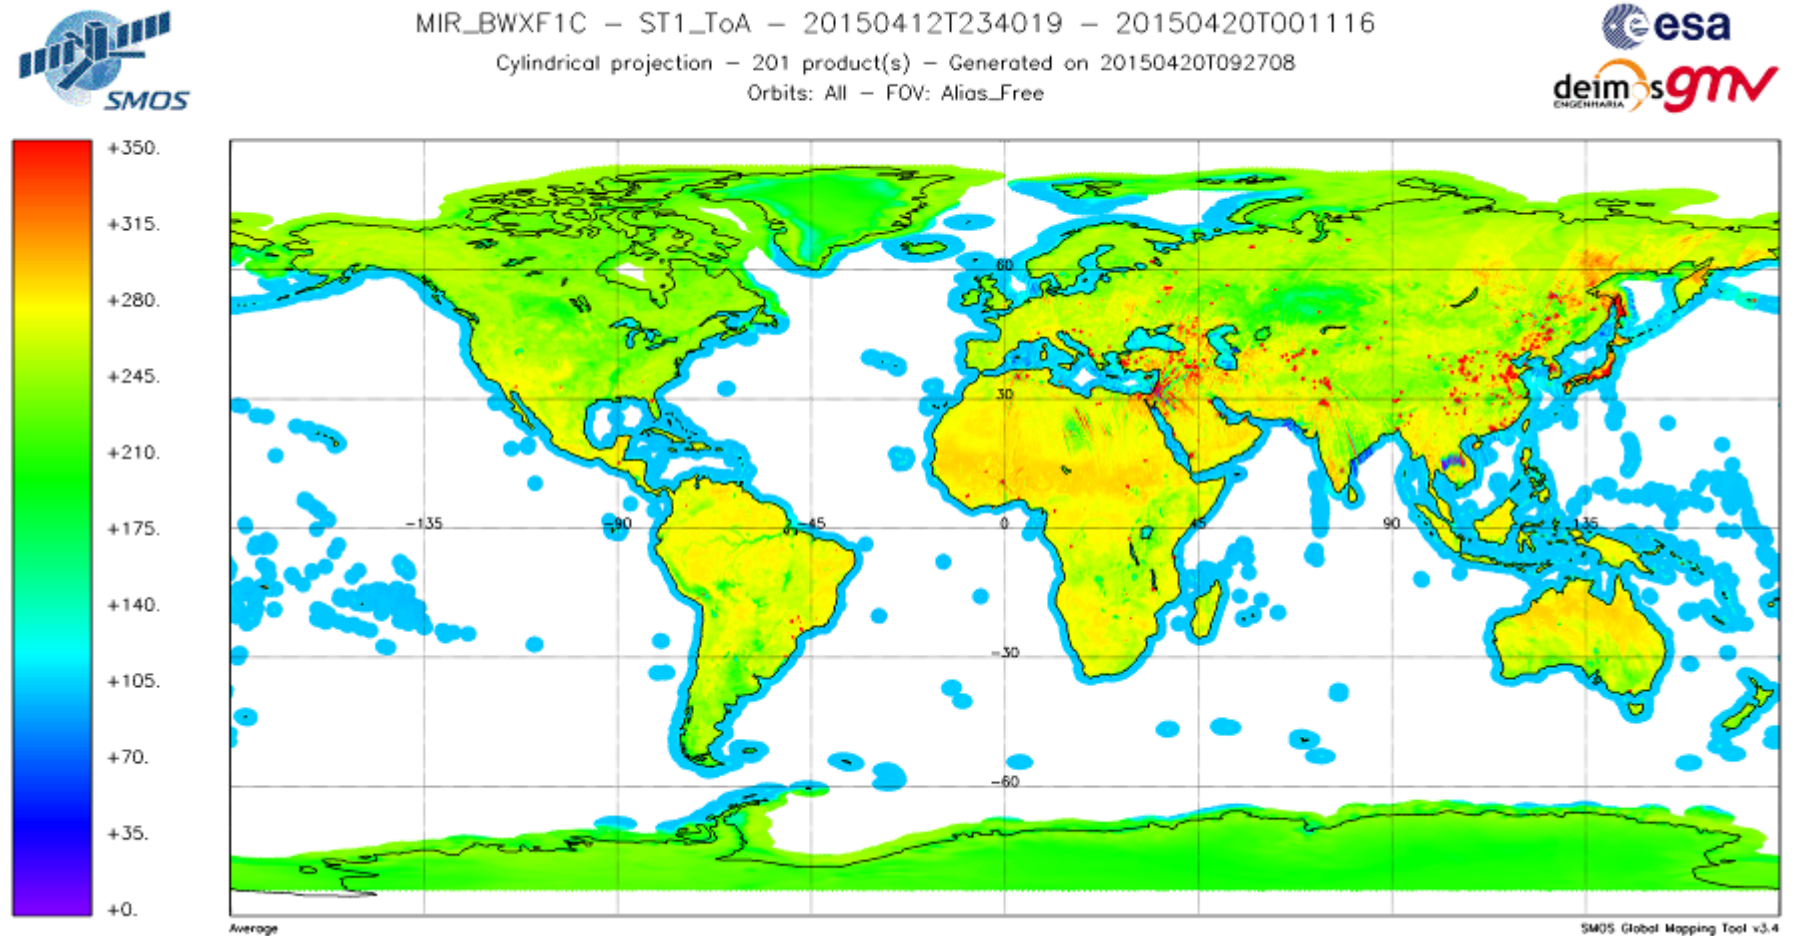 MIR_BWXF1C – ST1_ToA – 20150412T234019 – 20150420T001116
Cylindrical projection – 201 product(s) – Generated on 20150420T092708
Orbits: All – FOV: Alias_Free
SMOS
esa
deimos
ENGENHARIA
gmv
+350.
+315.
+280.
+245.
+210.
+175.
+140.
+105.
+70.
+35.
+0.
60
30
-135
-90
-45
0
45
90
135
-30
-60
Average
SMOS Global Mapping Tool v3.4